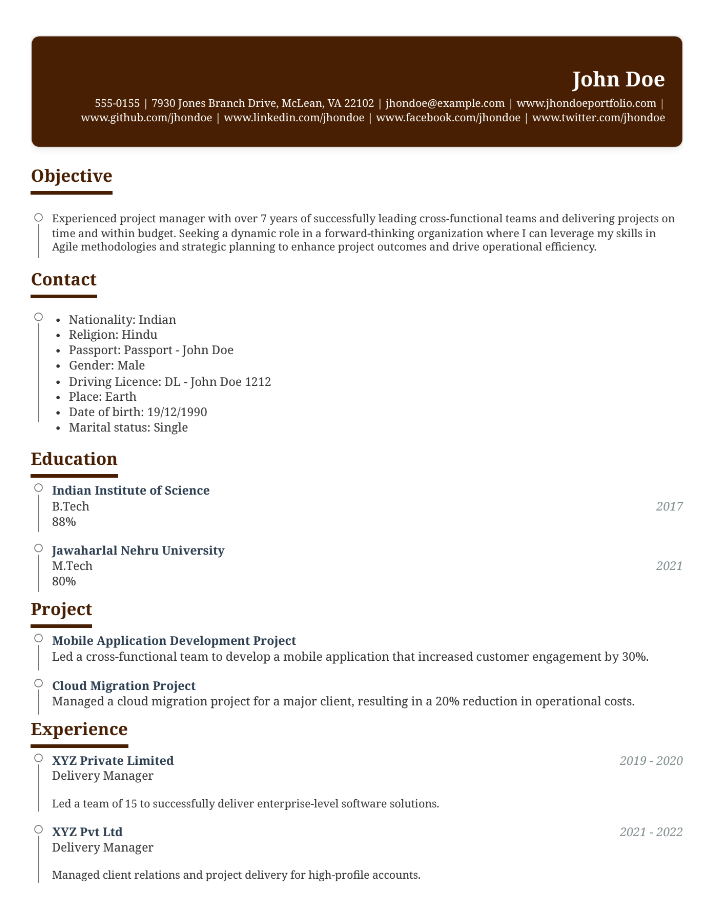 John Doe
555-0155 | 7930 Jones Branch Drive, McLean, VA 22102 | jhondoe@example.com | www.jhondoeportfolio.com |
www.github.com/jhondoe | www.linkedin.com/jhondoe | www.facebook.com/jhondoe | www.twitter.com/jhondoe
Objective
Experienced project manager with over 7 years of successfully leading cross-functional teams and delivering projects on
time and within budget. Seeking a dynamic role in a forward-thinking organization where I can leverage my skills in
Agile methodologies and strategic planning to enhance project outcomes and drive operational efficiency.
Contact
• Nationality: Indian
• Religion: Hindu
• Passport: Passport - John Doe
• Gender: Male
• Driving Licence: DL - John Doe 1212
• Place: Earth
• Date of birth: 19/12/1990
• Marital status: Single
Education
Indian Institute of Science
B.Tech 2017
88%
Jawaharlal Nehru University
M.Tech 2021
80%
Project
Mobile Application Development Project
Led a cross-functional team to develop a mobile application that increased customer engagement by 30%.
Cloud Migration Project
Managed a cloud migration project for a major client, resulting in a 20% reduction in operational costs.
Experience
XYZ Private Limited 2019 - 2020
Delivery Manager
Led a team of 15 to successfully deliver enterprise-level software solutions.
XYZ Pvt Ltd 2021 - 2022
Delivery Manager
Managed client relations and project delivery for high-profile accounts.